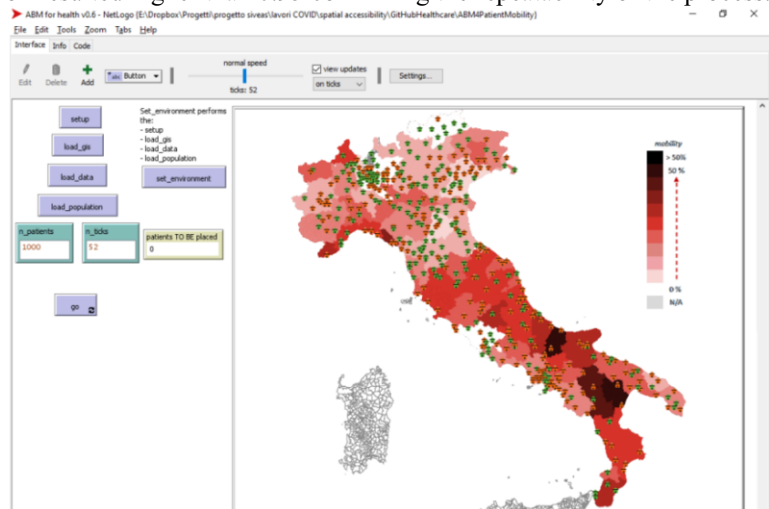 ABM for health v0.6 - NetLogo {E:\Dropbox\Progetti\progetto siveas\lavori COVID\spatial accessibility\GitHubHealthcare\ABM4PatientMobility}
File Edit Tools Zoom Tabs Help
Interface Info Code
Edit Delete Add Button normal speed ticks: 52 view updates on ticks Settings...
setup
load_gis
load_data
load_population
Set_environment performs
the:
- setup
- load_gis
- load_data
- load_population
set_environment
n_patients
1000
n_ticks
52
patients TO BE placed
0
go
mobility
> 50%
50 %
0 %
N/A